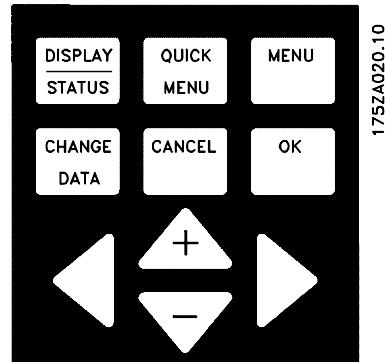 DISPLAY
STATUS
QUICK
MENU
MENU
CHANGE
DATA
CANCEL
OK
+
-
175ZA020.10